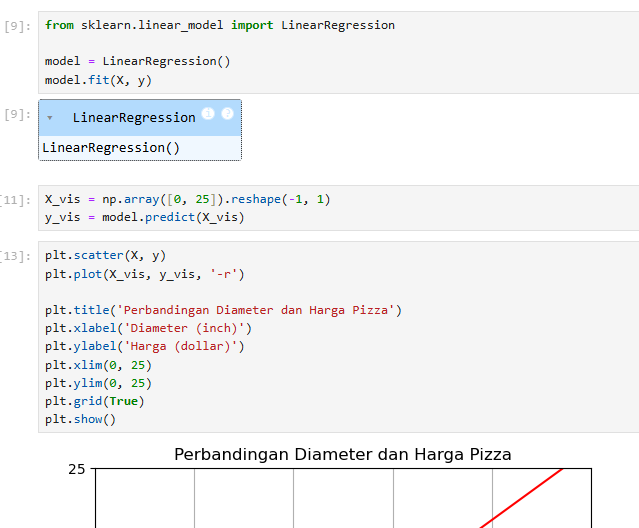 [9]: from sklearn.linear_model import LinearRegression
model = LinearRegression()
model.fit(X, y)
[9]: LinearRegression i ?
LinearRegression()
[11]: X_vis = np.array([0, 25]).reshape(-1, 1)
y_vis = model.predict(X_vis)
[13]: plt.scatter(X, y)
plt.plot(X_vis, y_vis, '-r')
plt.title('Perbandingan Diameter dan Harga Pizza')
plt.xlabel('Diameter (inch)')
plt.ylabel('Harga (dollar)')
plt.xlim(0, 25)
plt.ylim(0, 25)
plt.grid(True)
plt.show()
Perbandingan Diameter dan Harga Pizza
25